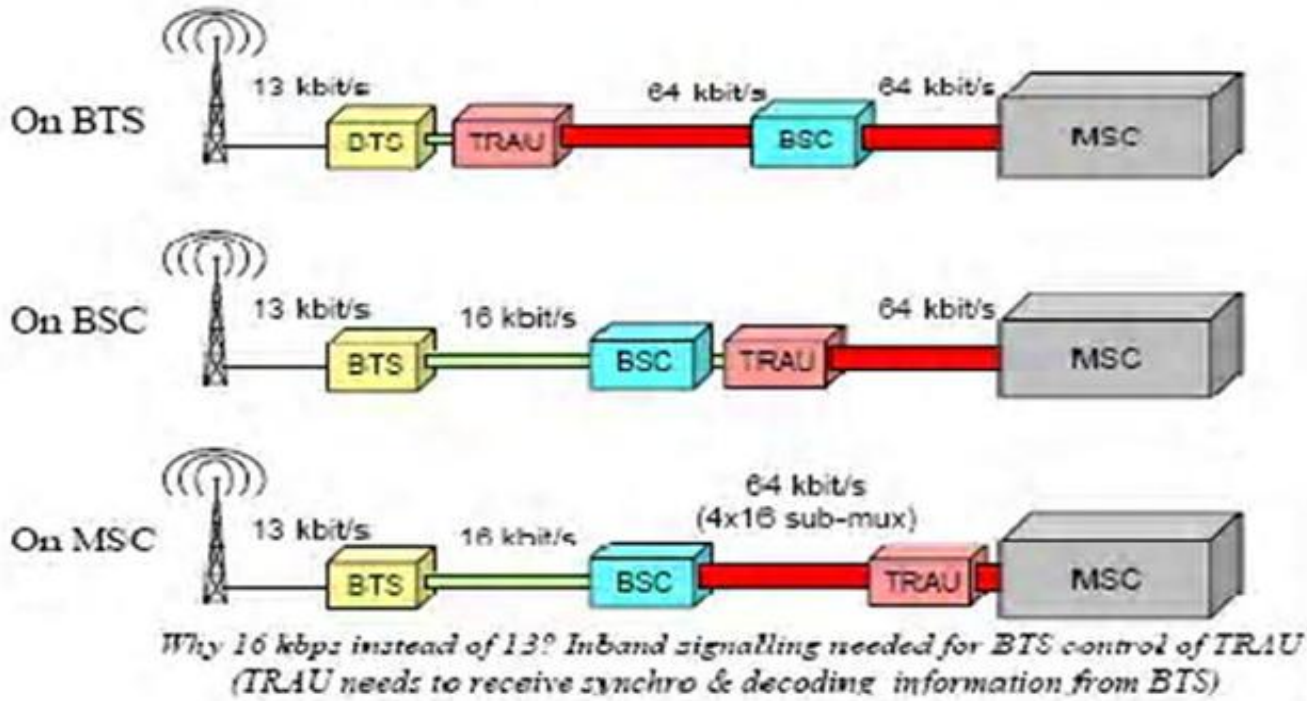 13 kbit/s 64 kbit/s 64 kbit/s
On BTS
BTS TRAU BSC MSC
13 kbit/s 16 kbit/s 64 kbit/s
On BSC
BTS BSC TRAU MSC
64 kbit/s
(4x16 sub-mux)
13 kbit/s 16 kbit/s
On MSC
BTS BSC TRAU MSC
Why 16 kbps instead of 13? Inband signalling needed for BTS control of TRAU
(TRAU needs to receive synchro & decoding information from BTS)